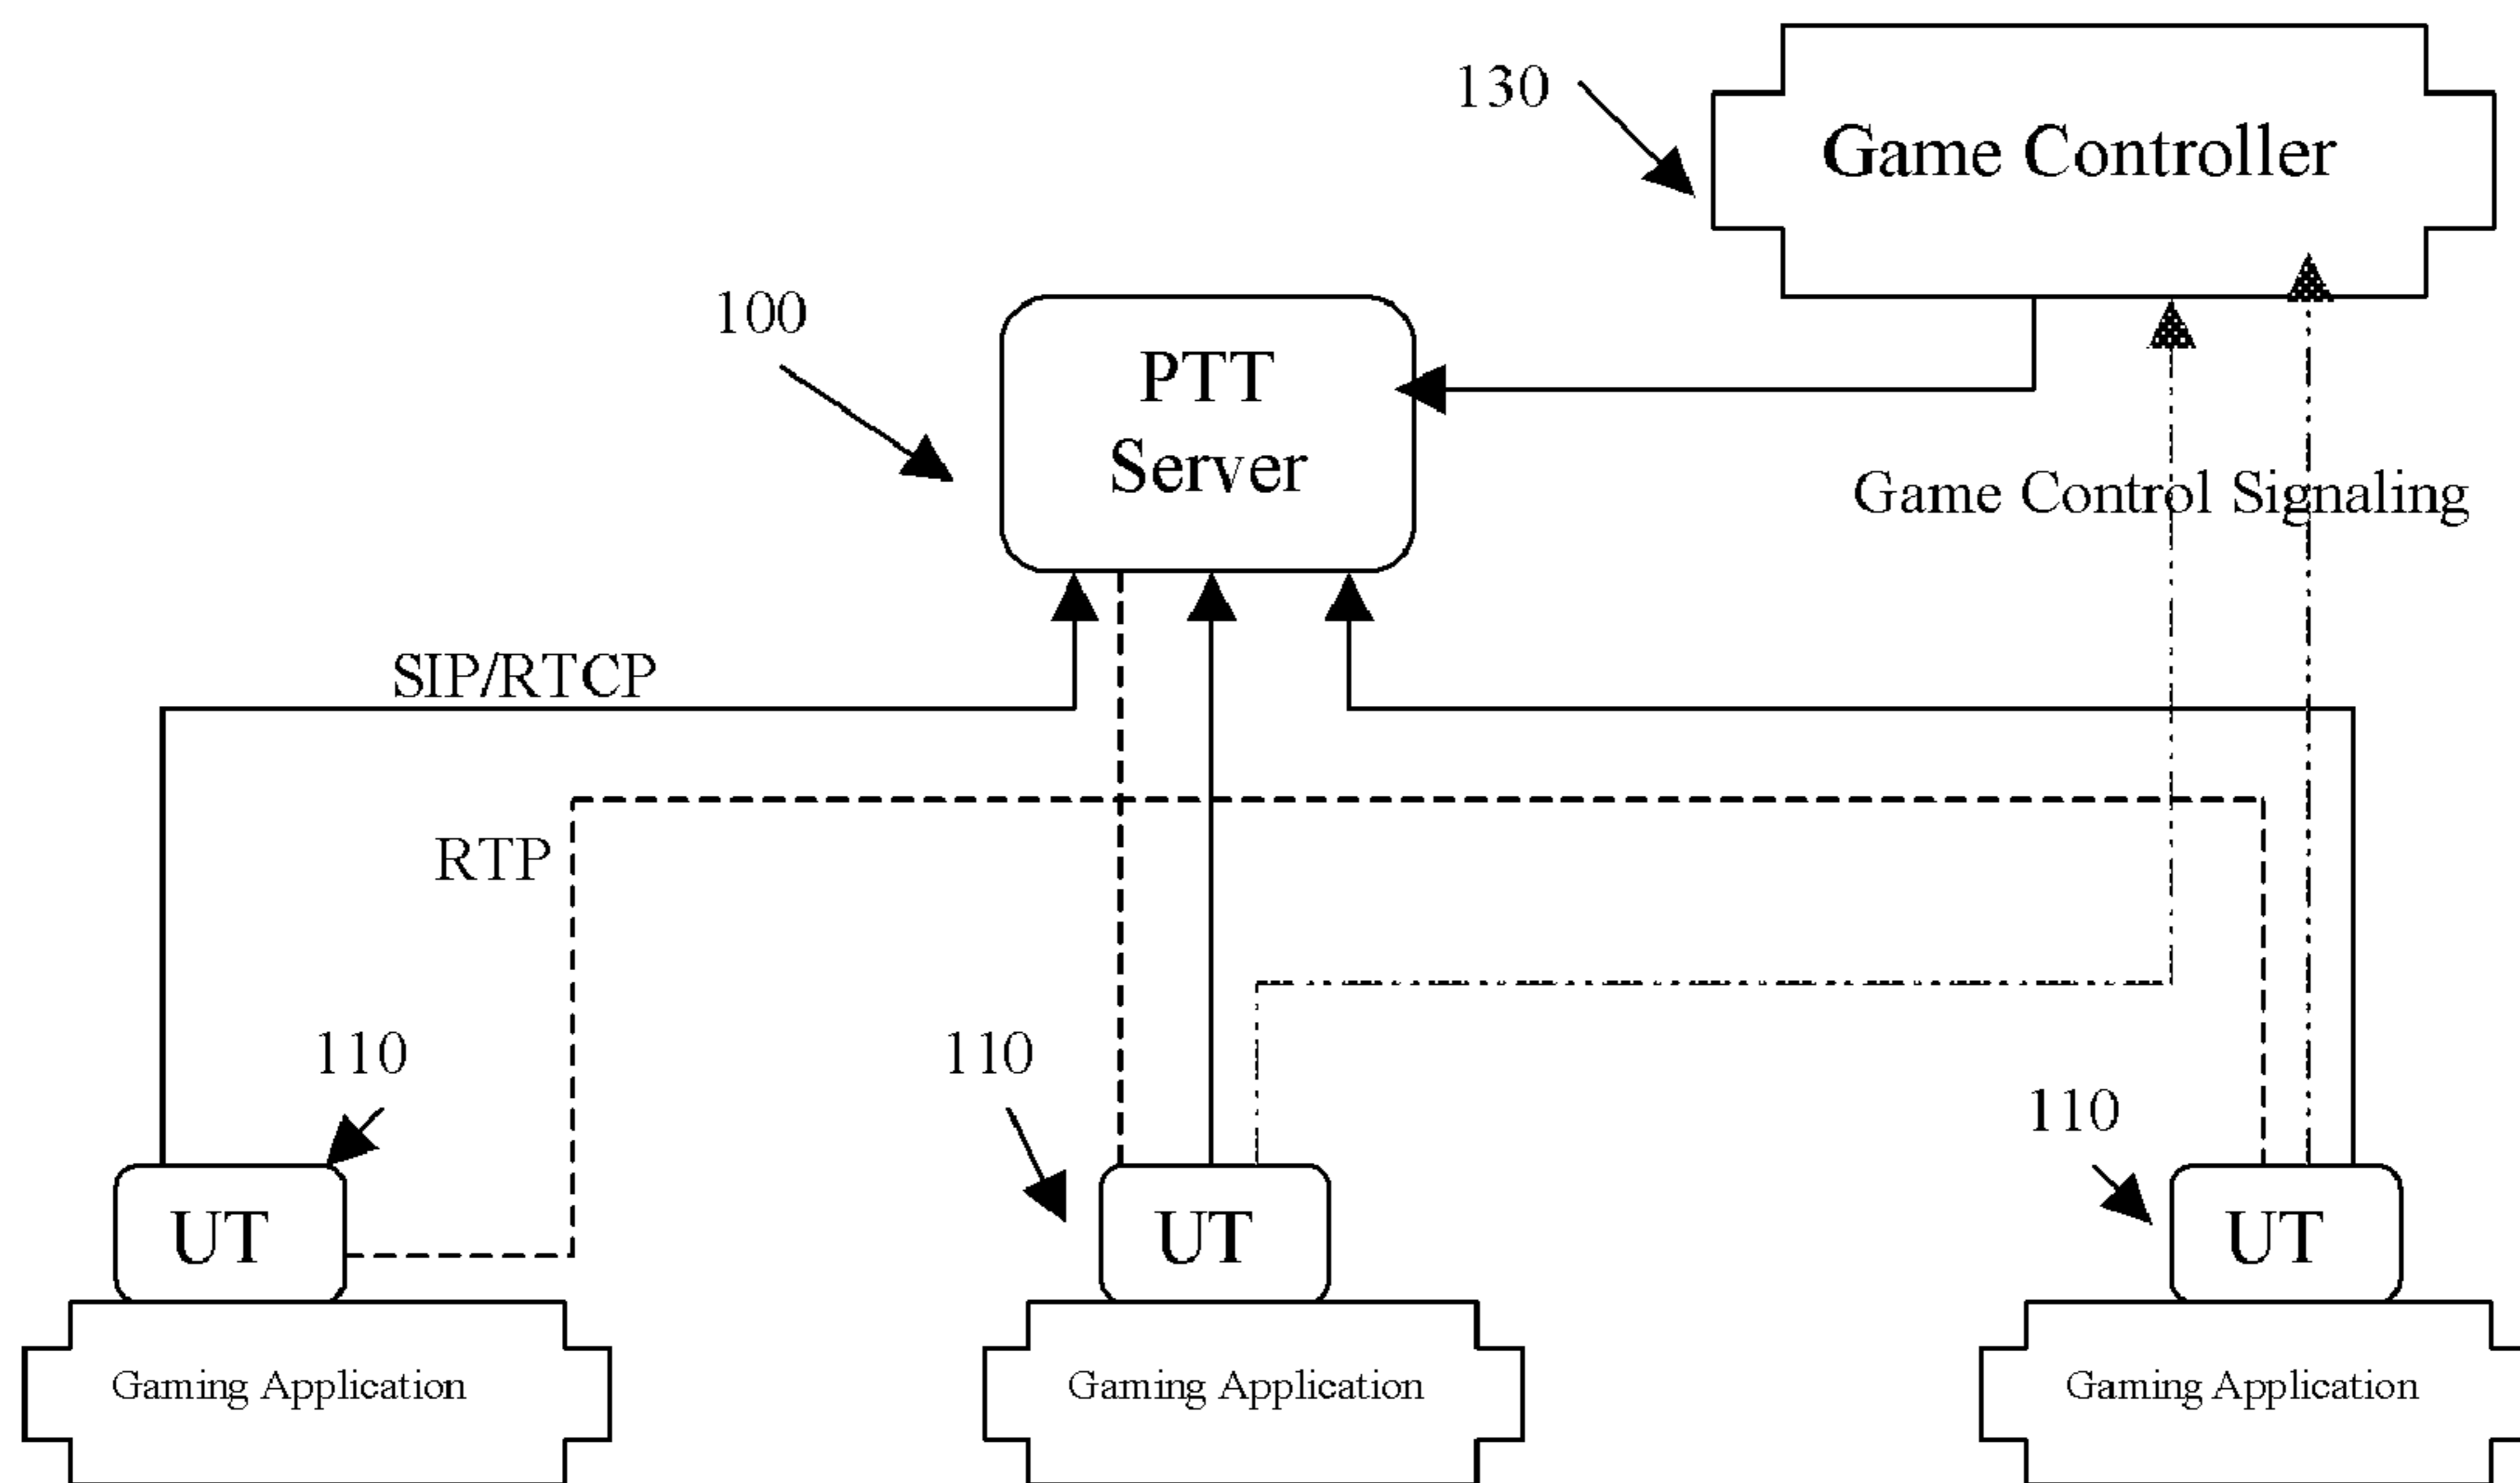 130
Game Controller
100
PTT
Server
Game Control Signaling
SIP/RTCP
RTP
110
110
110
UT
UT
UT
Gaming Application
Gaming Application
Gaming Application